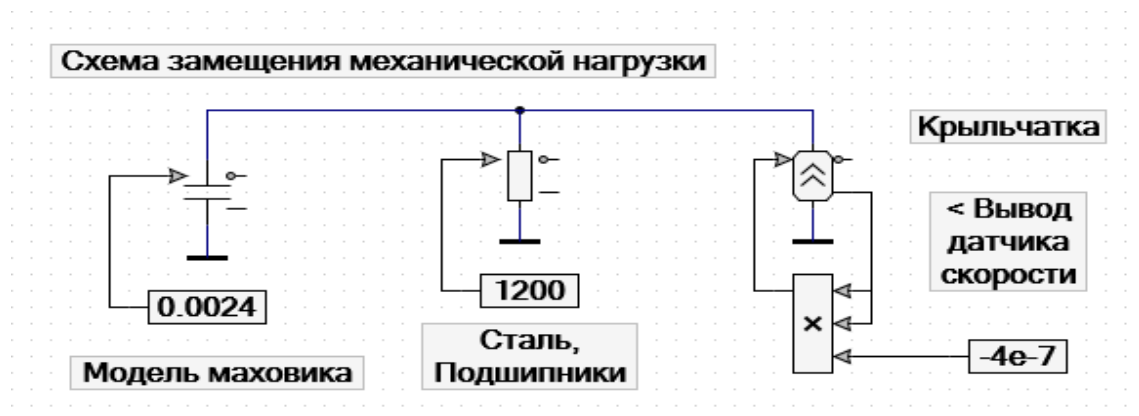 Схема замещения механической нагрузки
Крыльчатка
< Вывод
датчика
скорости
0.0024
1200
×
-4e-7
Сталь,
Подшипники
Модель маховика